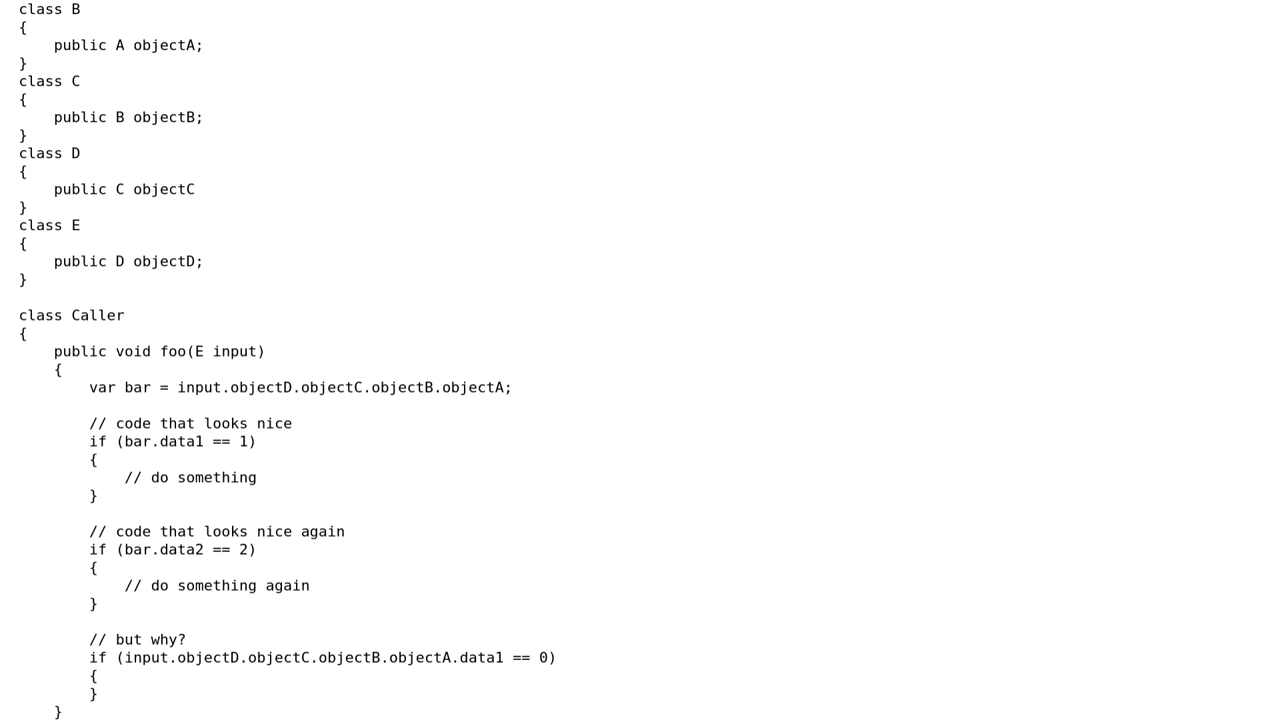 class B
{
    public A objectA;
}
class C
{
    public B objectB;
}
class D
{
    public C objectC
}
class E
{
    public D objectD;
}

class Caller
{
    public void foo(E input)
    {
        var bar = input.objectD.objectC.objectB.objectA;

        // code that looks nice
        if (bar.data1 == 1)
        {
            // do something
        }

        // code that looks nice again
        if (bar.data2 == 2)
        {
            // do something again
        }

        // but why?
        if (input.objectD.objectC.objectB.objectA.data1 == 0)
        {
        }
    }